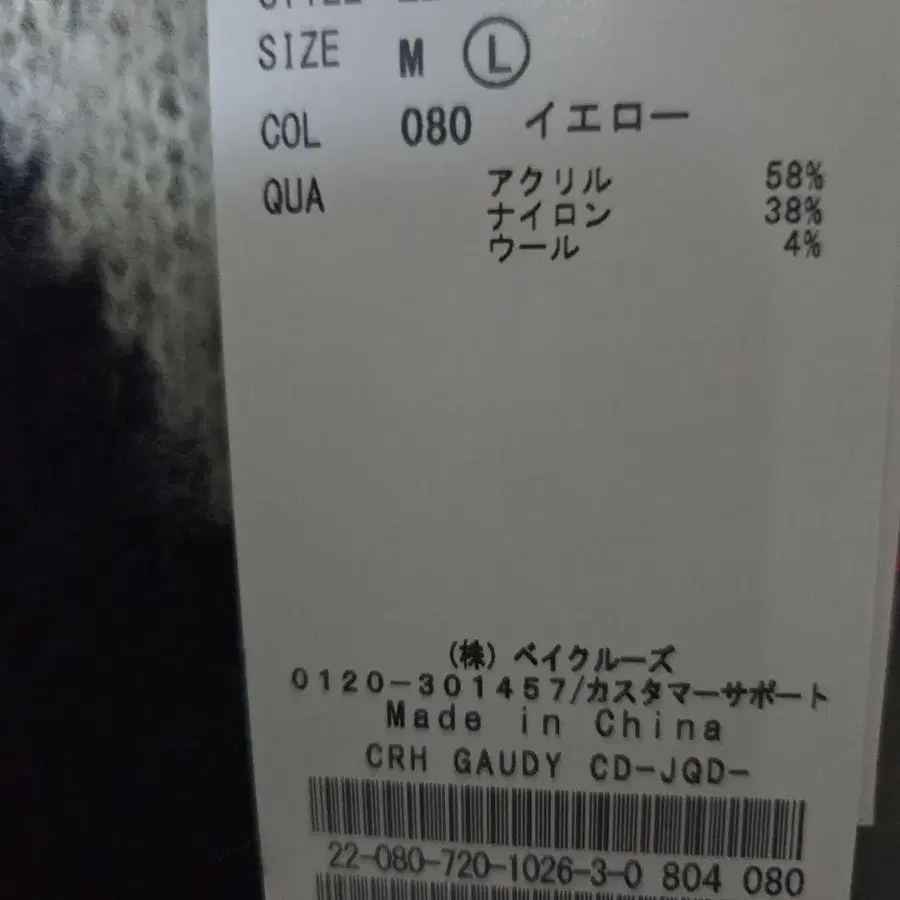 SIZE M Ⓛ
COL 080 イエロー
QUA アクリル 58%
ナイロン 38%
ウール 4%
(株) ベイクルーズ
0120-301457/カスタマーサポート
Made in China
CRH GAUDY CD-JQD-
22-080-720-1026-3-0 804 080